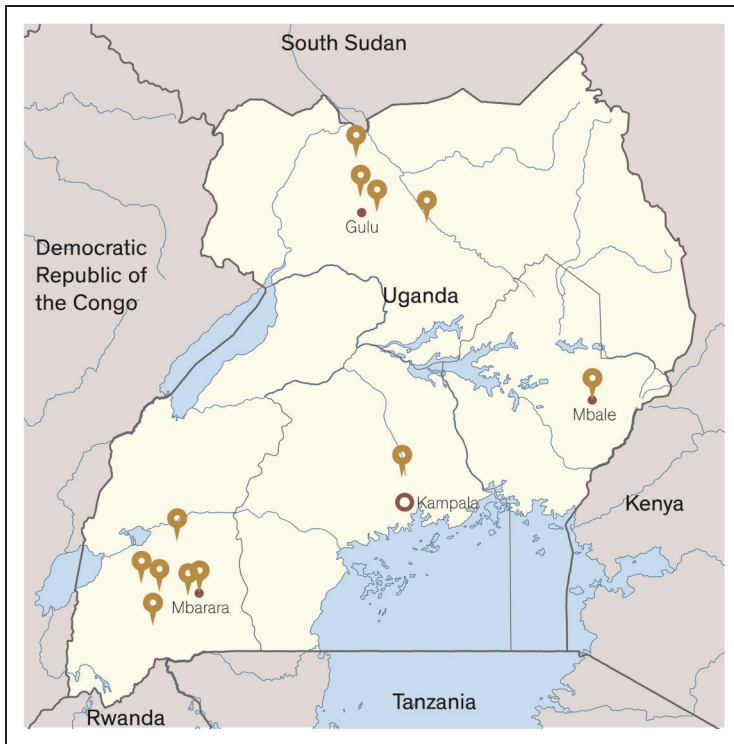 South Sudan
Gulu
Democratic
Republic of
the Congo
Uganda
Mbale
Kampala
Kenya
Mbarara
Tanzania
Rwanda